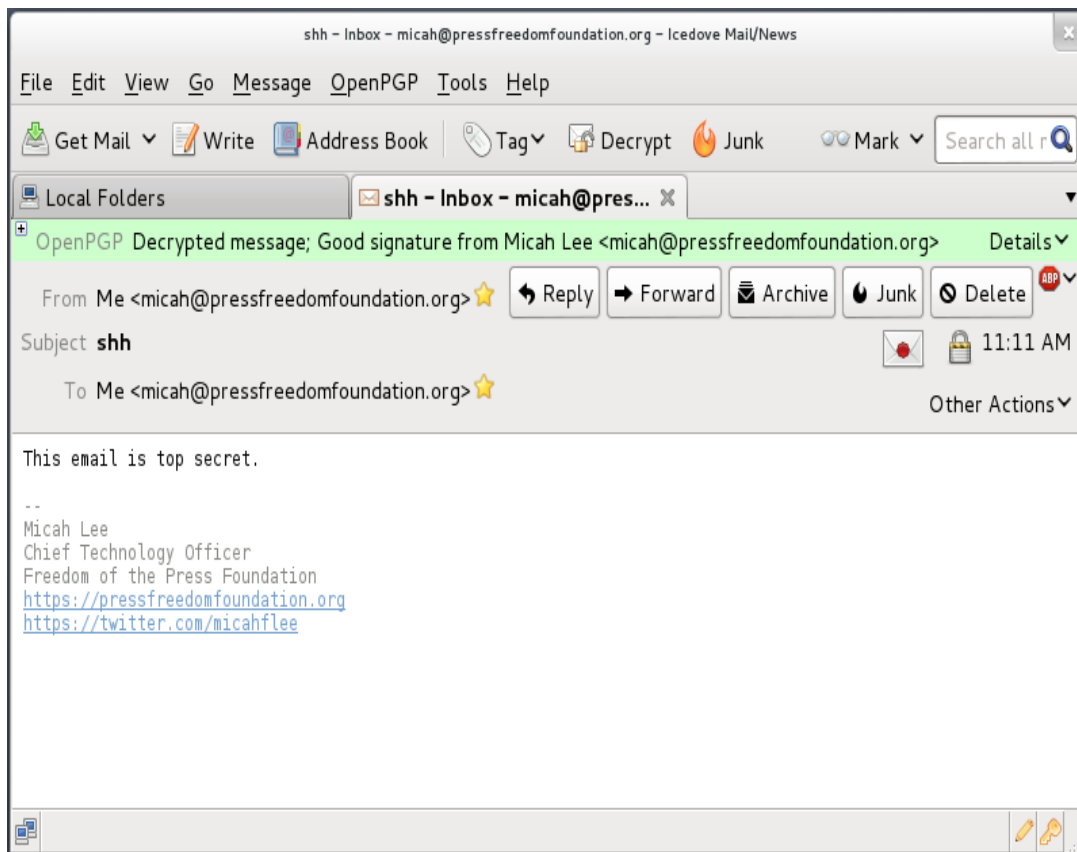 shh – Inbox – micah@pressfreedomfoundation.org – Icedove Mail/News
File Edit View Go Message OpenPGP Tools Help
Get Mail Write Address Book Tag Decrypt Junk Mark Search all r
Local Folders shh – Inbox – micah@pres...
OpenPGP Decrypted message; Good signature from Micah Lee <micah@pressfreedomfoundation.org> Details
From Me <micah@pressfreedomfoundation.org> Reply Forward Archive Junk Delete ABP
Subject shh 11:11 AM
To Me <micah@pressfreedomfoundation.org>
Other Actions
This email is top secret.
--
Micah Lee
Chief Technology Officer
Freedom of the Press Foundation
https://pressfreedomfoundation.org
https://twitter.com/micahflee